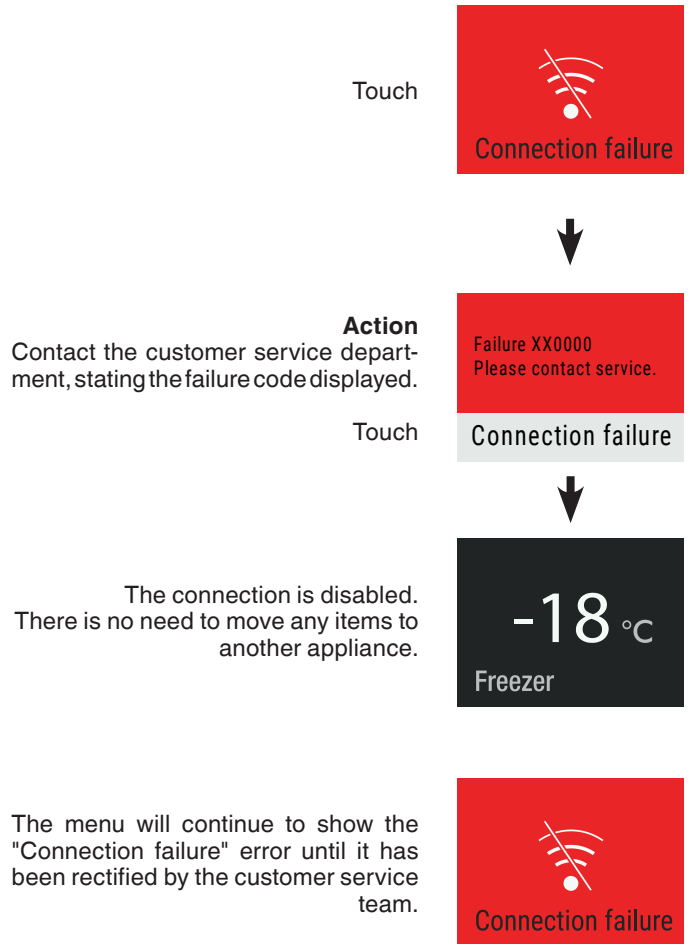 Touch
Connection failure
Action
Contact the customer service depart-
ment, stating the failure code displayed.
Failure XX0000
Please contact service.
Touch
Connection failure
The connection is disabled.
There is no need to move any items to
another appliance.
-18 °C
Freezer
The menu will continue to show the
"Connection failure" error until it has
been rectified by the customer service
team.
Connection failure